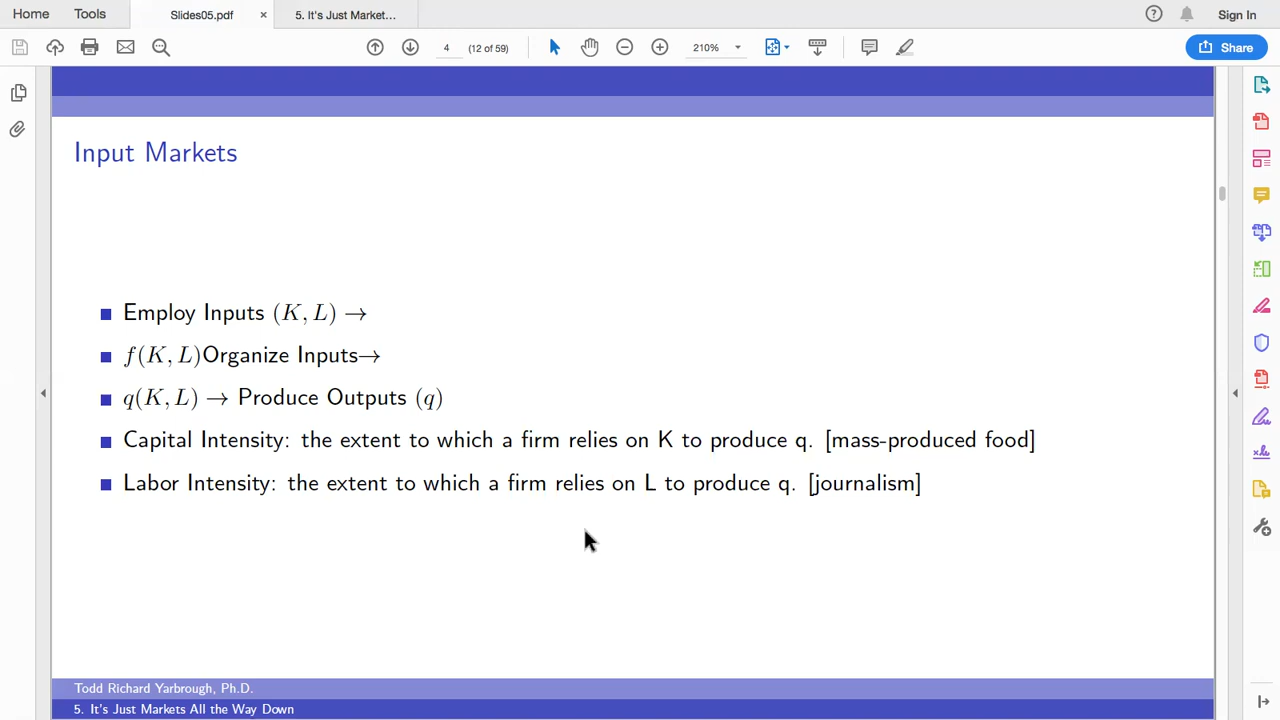 Home Tools Slides05.pdf × 5. It's Just Market... Sign In
4 (12 of 59) 210% Share
Input Markets
Employ Inputs (K, L) →
f(K, L)Organize Inputs→
q(K, L) → Produce Outputs (q)
Capital Intensity: the extent to which a firm relies on K to produce q. [mass-produced food]
Labor Intensity: the extent to which a firm relies on L to produce q. [journalism]
Todd Richard Yarbrough, Ph.D.
5. It's Just Markets All the Way Down